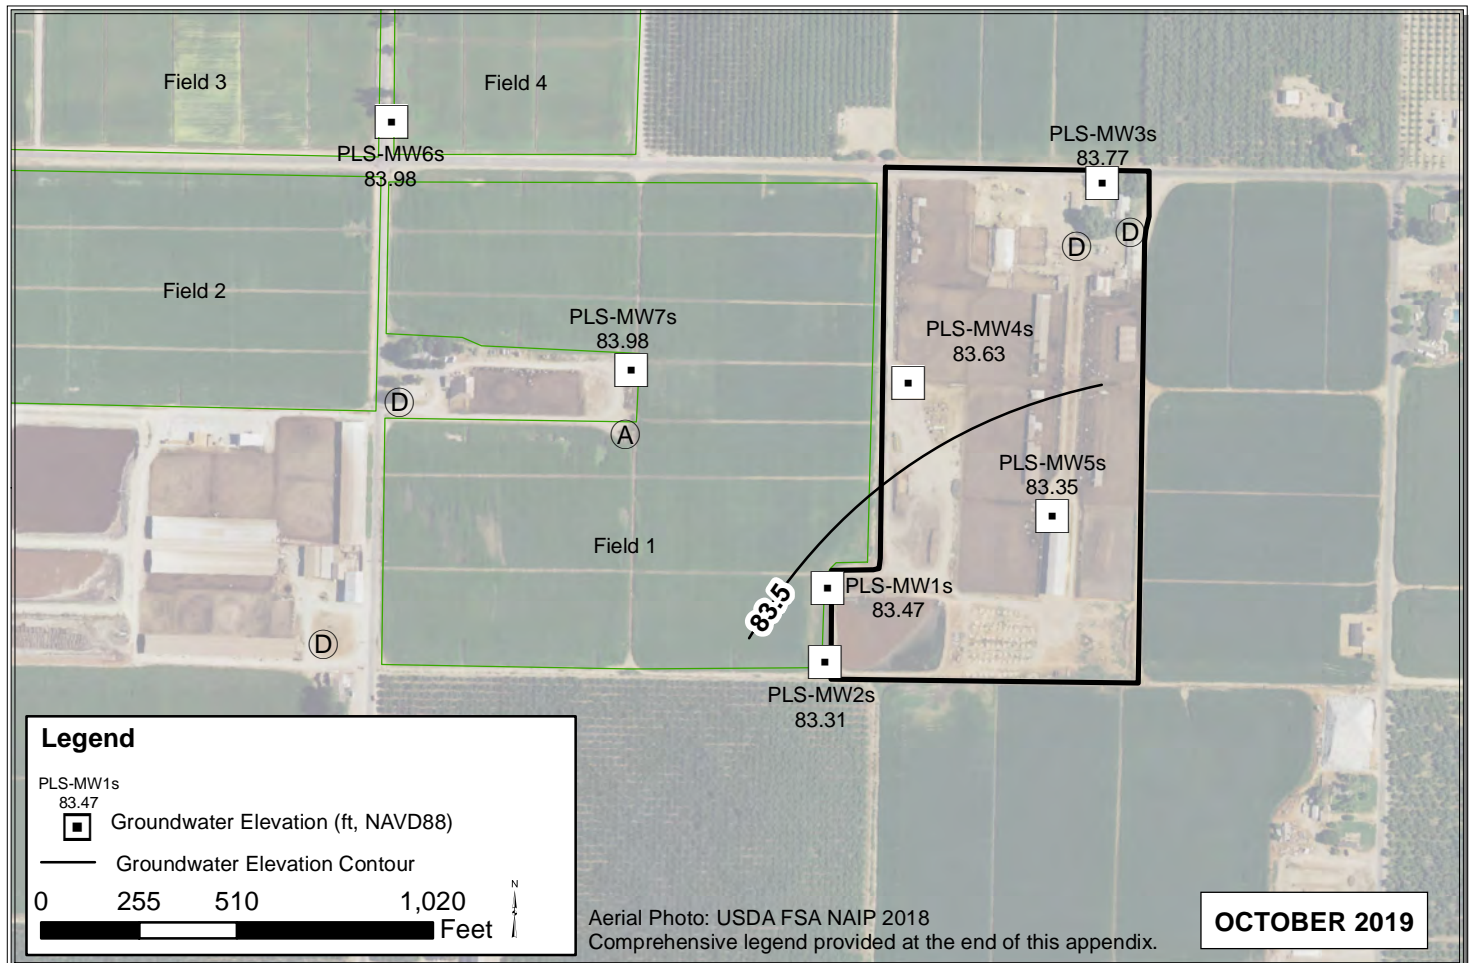 Field 3
Field 4
PLS-MW6s
83.98
PLS-MW3s
83.77
D
D
Field 2
PLS-MW7s
83.98
PLS-MW4s
83.63
D
A
PLS-MW5s
83.35
Field 1
83.5
PLS-MW1s
83.47
D
PLS-MW2s
83.31
Legend
PLS-MW1s
83.47
Groundwater Elevation (ft, NAVD88)
Groundwater Elevation Contour
0 255 510 1,020
Feet
N
Aerial Photo: USDA FSA NAIP 2018
Comprehensive legend provided at the end of this appendix.
OCTOBER 2019